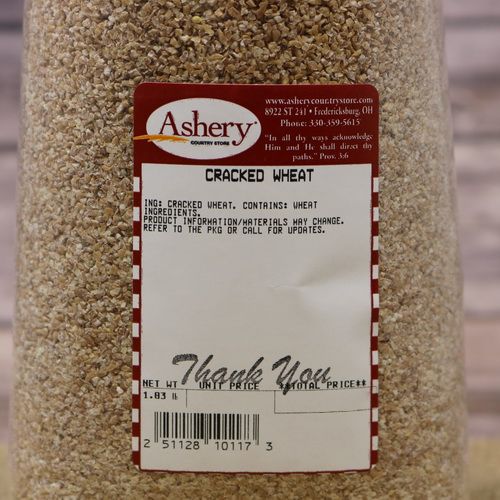 Ashery
COUNTRY STORE
www.asherycountrystore.com
8922 ST 241 • Fredericksburg, OH
Phone: 330-359-5615
"In all thy ways acknowledge
Him and He shall direct thy
paths." Prov. 3:6
CRACKED WHEAT
ING: CRACKED WHEAT. CONTAINS: WHEAT
INGREDIENTS.
PRODUCT INFORMATION/MATERIALS MAY CHANGE.
REFER TO THE PKG OR CALL FOR UPDATES.
Thank You
NET WT UNIT PRICE **TOTAL PRICE**
1.83 lb
2 51128 10117 3